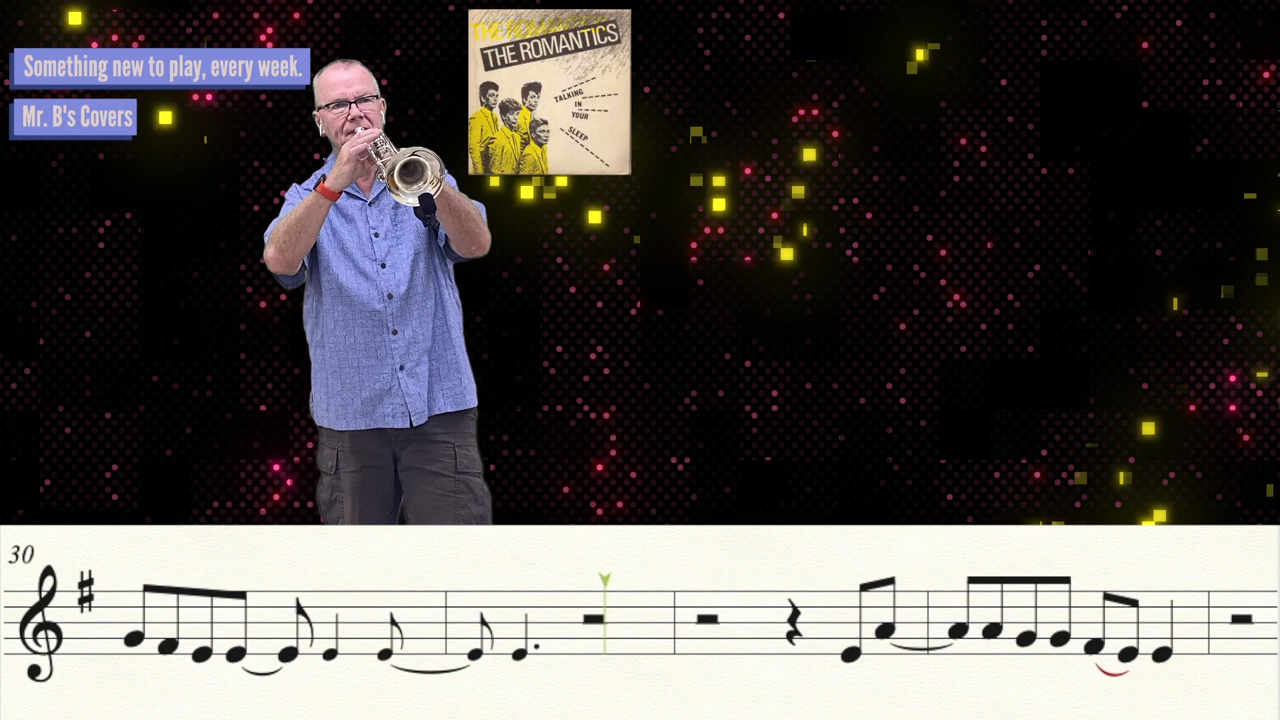 Something new to play, every week.
Mr. B's Covers
THE ROMANTICS
THE ROMANTICS
TALKING
IN
YOUR
SLEEP
30